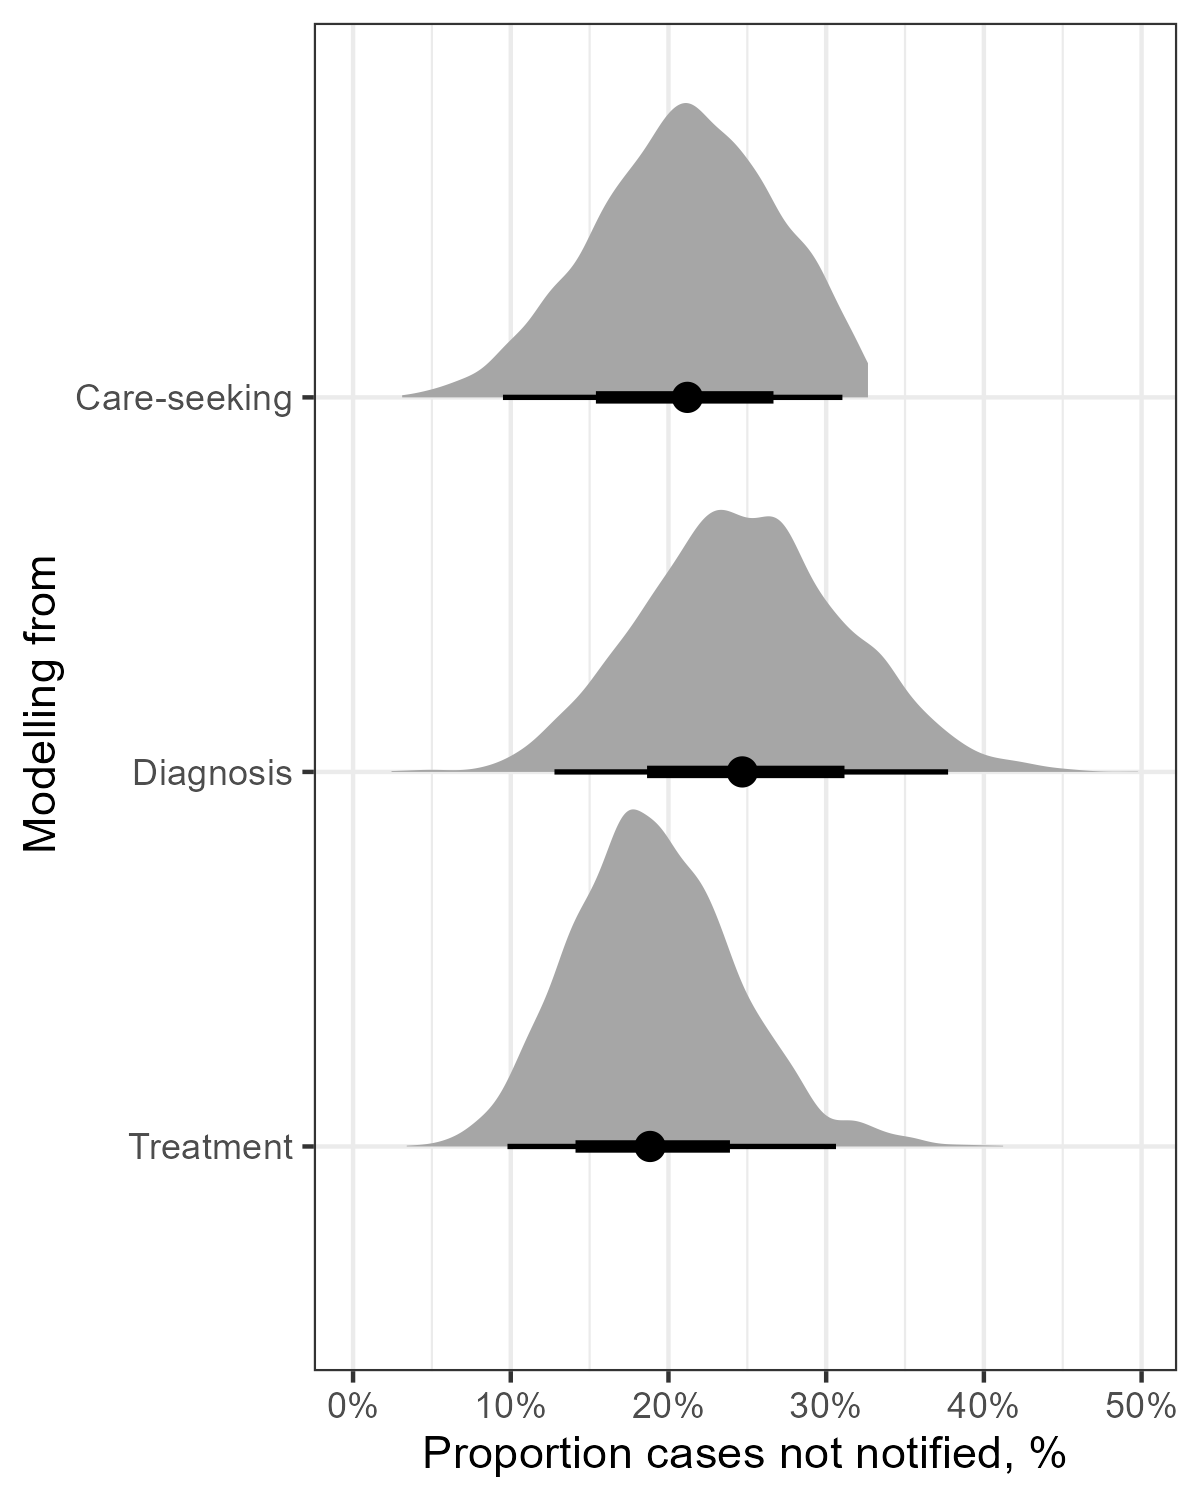 Modelling from
Care-seeking
Diagnosis
Treatment
0% 10% 20% 30% 40% 50%
Proportion cases not notified, %